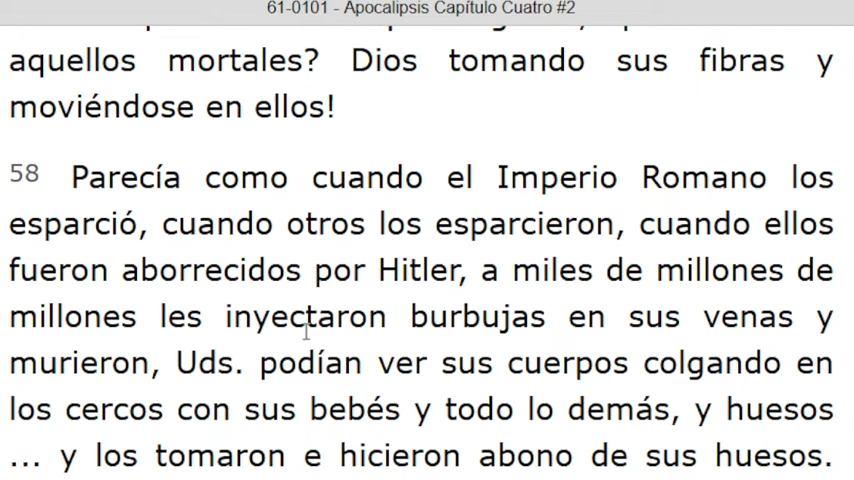 61-0101 - Apocalipsis Capítulo Cuatro #2
aquellos mortales? Dios tomando sus fibras y
moviéndose en ellos!
58 Parecía como cuando el Imperio Romano los
esparció, cuando otros los esparcieron, cuando ellos
fueron aborrecidos por Hitler, a miles de millones de
millones les inyectaron burbujas en sus venas y
murieron, Uds. podían ver sus cuerpos colgando en
los cercos con sus bebés y todo lo demás, y huesos
... y los tomaron e hicieron abono de sus huesos.